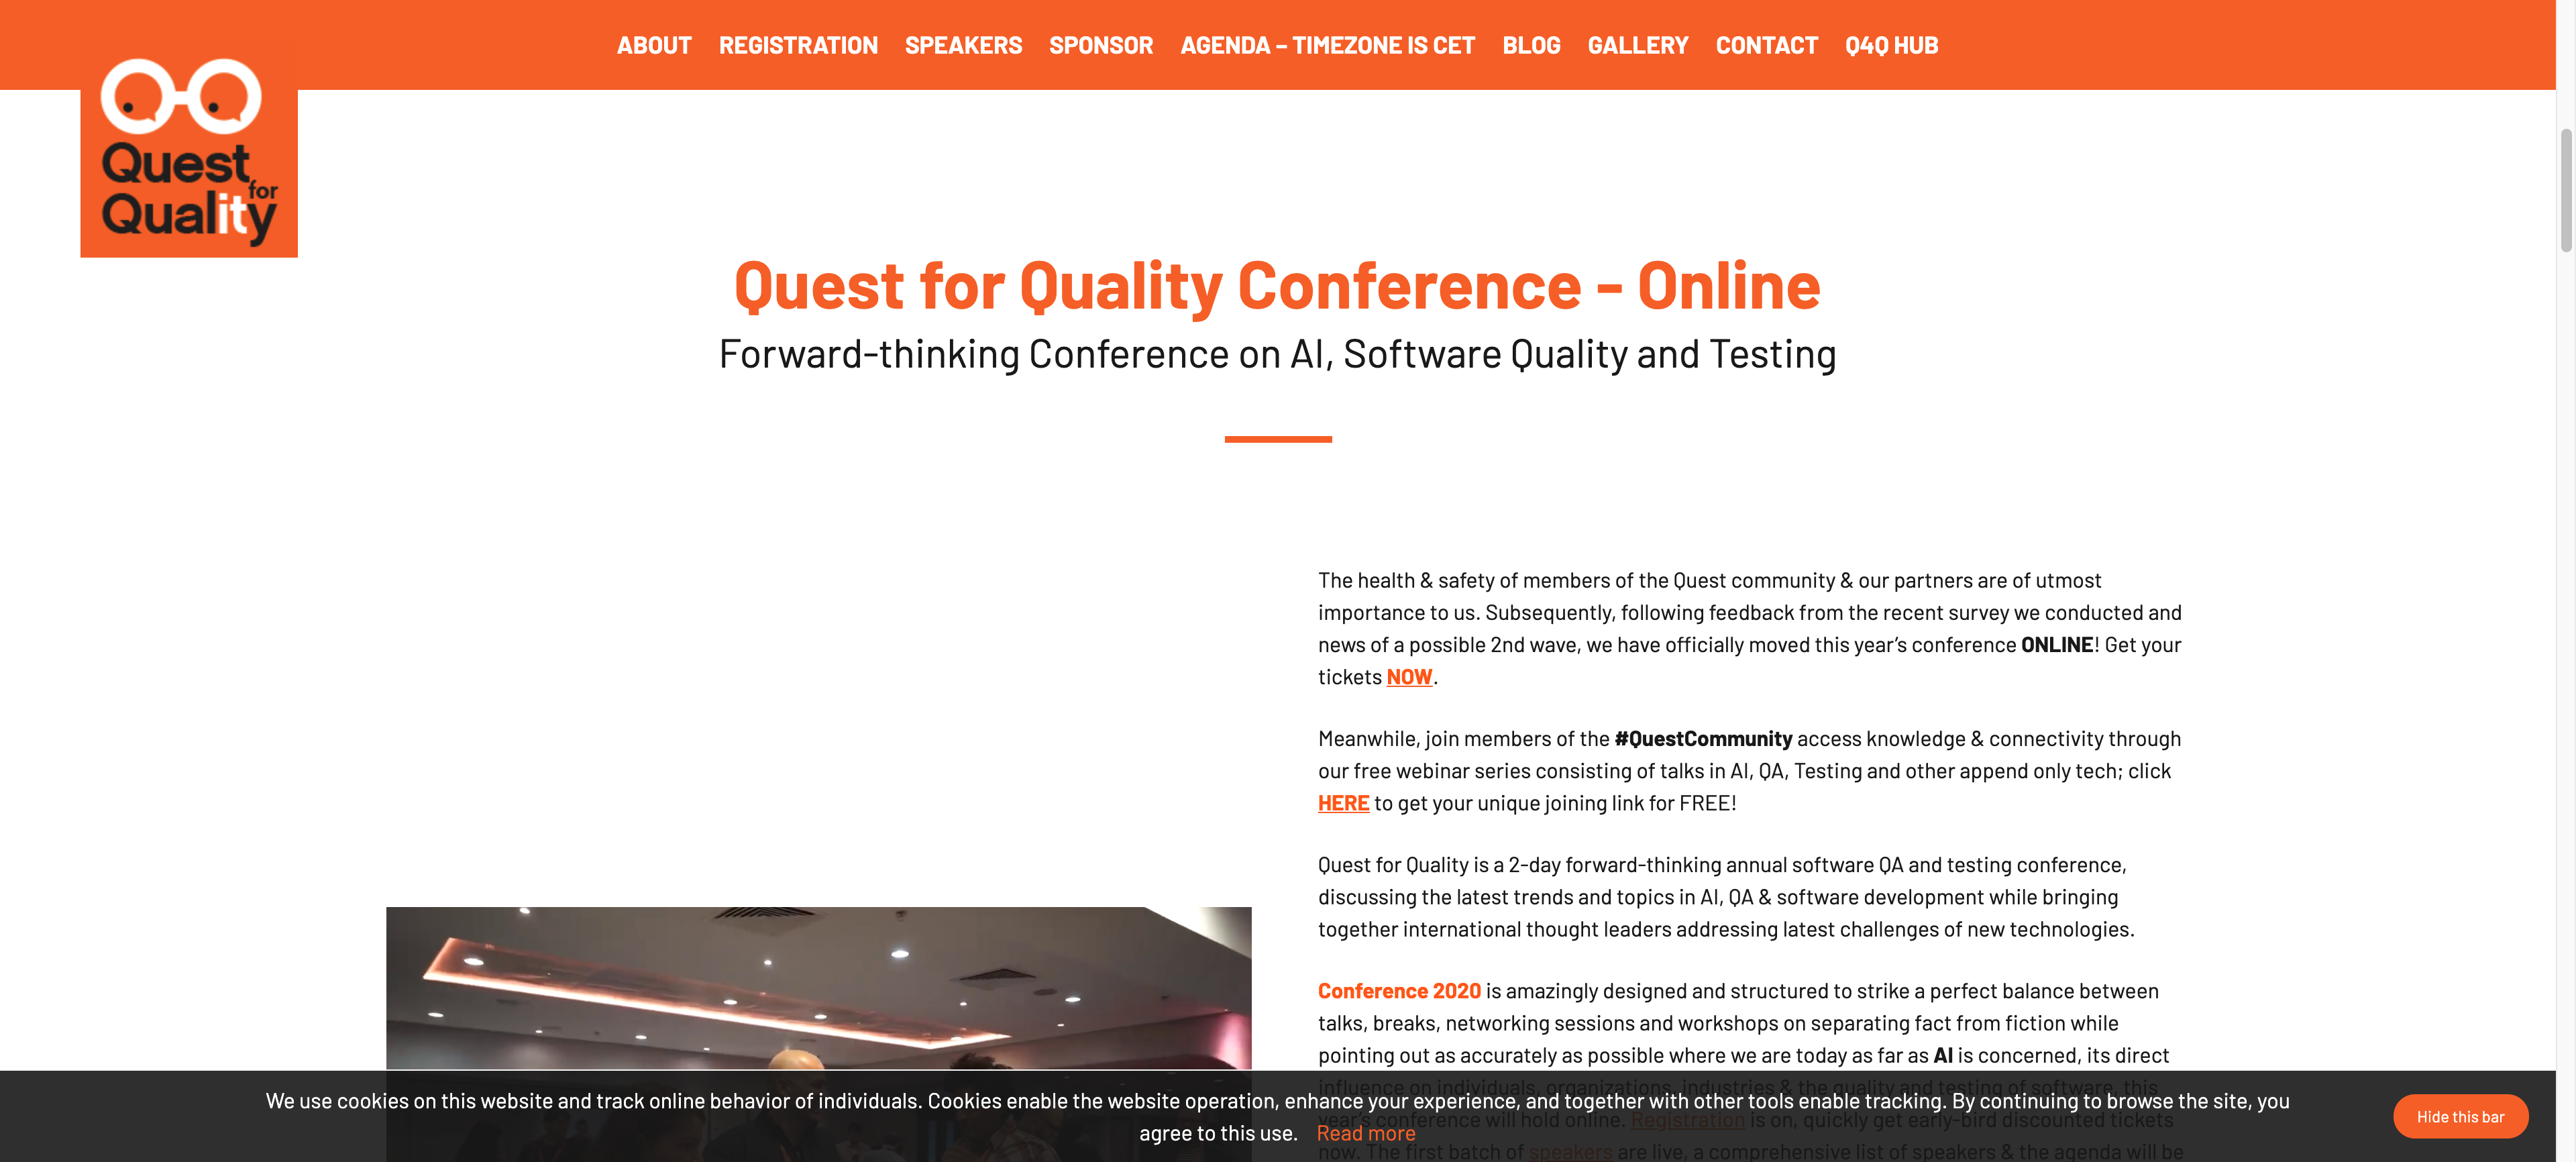 ABOUT REGISTRATION SPEAKERS SPONSOR AGENDA – TIMEZONE IS CET BLOG GALLERY CONTACT Q4Q HUB
Quest
for
Quality
Quest for Quality Conference - Online
Forward-thinking Conference on AI, Software Quality and Testing
The health & safety of members of the Quest community & our partners are of utmost
importance to us. Subsequently, following feedback from the recent survey we conducted and
news of a possible 2nd wave, we have officially moved this year's conference ONLINE! Get your
tickets NOW.
Meanwhile, join members of the #QuestCommunity access knowledge & connectivity through
our free webinar series consisting of talks in AI, QA, Testing and other append only tech; click
HERE to get your unique joining link for FREE!
Quest for Quality is a 2-day forward-thinking annual software QA and testing conference,
discussing the latest trends and topics in AI, QA & software development while bringing
together international thought leaders addressing latest challenges of new technologies.
Conference 2020 is amazingly designed and structured to strike a perfect balance between
talks, breaks, networking sessions and workshops on separating fact from fiction while
pointing out as accurately as possible where we are today as far as AI is concerned, its direct
influence on individuals, organizations, industries & the quality and testing of software, this
year's conference will hold online. Registration is on, quickly get early-bird discounted tickets
now. The first batch of speakers are live, a comprehensive list of speakers & the agenda will be
We use cookies on this website and track online behavior of individuals. Cookies enable the website operation, enhance your experience, and together with other tools enable tracking. By continuing to browse the site, you
agree to this use. Read more
Hide this bar